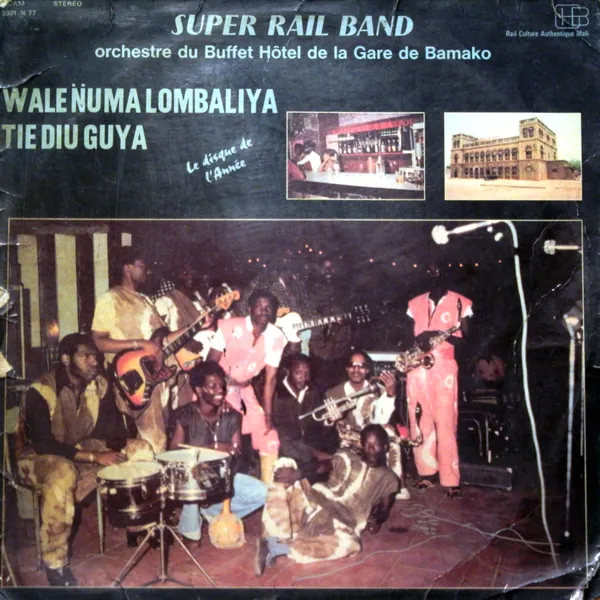 STEREO
SUPER RAIL BAND
orchestre du Buffet Hôtel de la Gare de Bamako
Rail Culture Authentique Mali
WALE ÑUMA LOMBALIYA
TIE DIU GUYA
Le disque de
l'Année